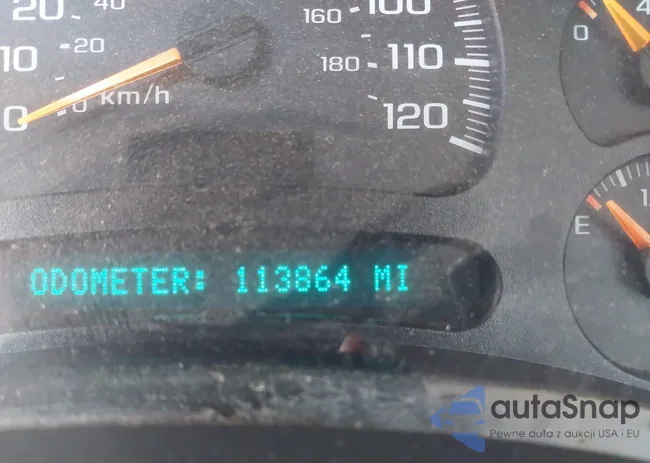 20 40
10 20
0 0 km/h
160 100
180 110
120
0 4
E
ODOMETER: 113864 MI
autaSnap
Pewne auta z aukcji USA i EU